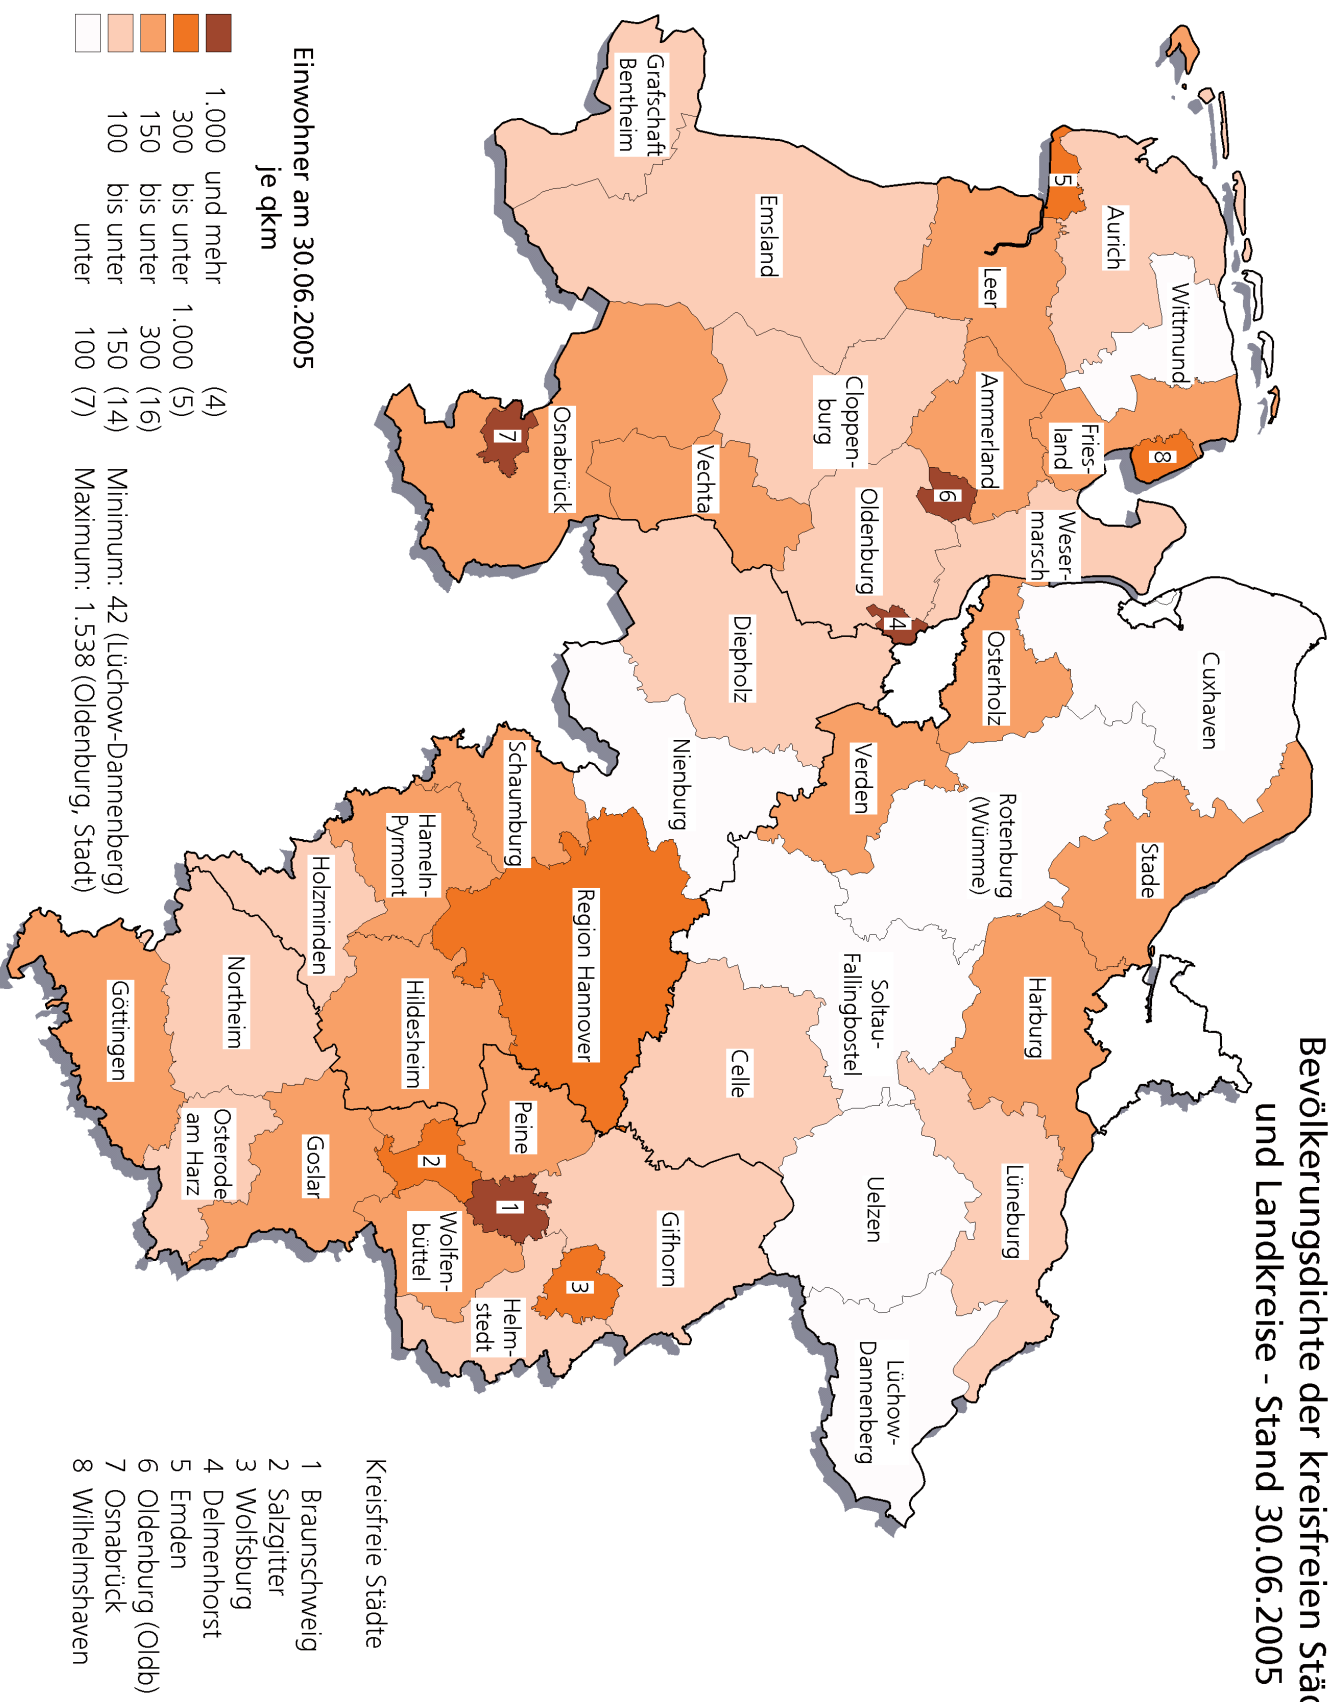 Bevölkerungsdichte der kreisfreien Städ
und Landkreise - Stand 30.06.2005
Grafschaft
Bentheim
Emsland
Leer
5
Aurich
Wittmund
Fries-
land
8
Ammerland
6
Cloppen-
burg
Oldenburg
Weser-
marsch
4
Vechta
Osnabrück
7
Diepholz
Osterholz
Cuxhaven
Stade
Rotenburg
(Wümme)
Verden
Nienburg
Schaumburg
Hameln-
Pyrmont
Holzminden
Region Hannover
Hildesheim
Northeim
Göttingen
Soltau-
Fallingbostel
Harburg
Celle
Lüneburg
Uelzen
Lüchow-
Dannenberg
Gifhorn
Peine
2
1
3
Wolfen-
büttel
Helm-
stedt
Goslar
Osterode
am Harz
Einwohner am 30.06.2005
je qkm
1.000 und mehr (4)
300 bis unter 1.000 (5)
150 bis unter 300 (16)
100 bis unter 150 (14)
unter 100 (7)
Minimum: 42 (Lüchow-Dannenberg)
Maximum: 1.538 (Oldenburg, Stadt)
Kreisfreie Städte
1 Braunschweig
2 Salzgitter
3 Wolfsburg
4 Delmenhorst
5 Emden
6 Oldenburg (Oldb)
7 Osnabrück
8 Wilhelmshaven